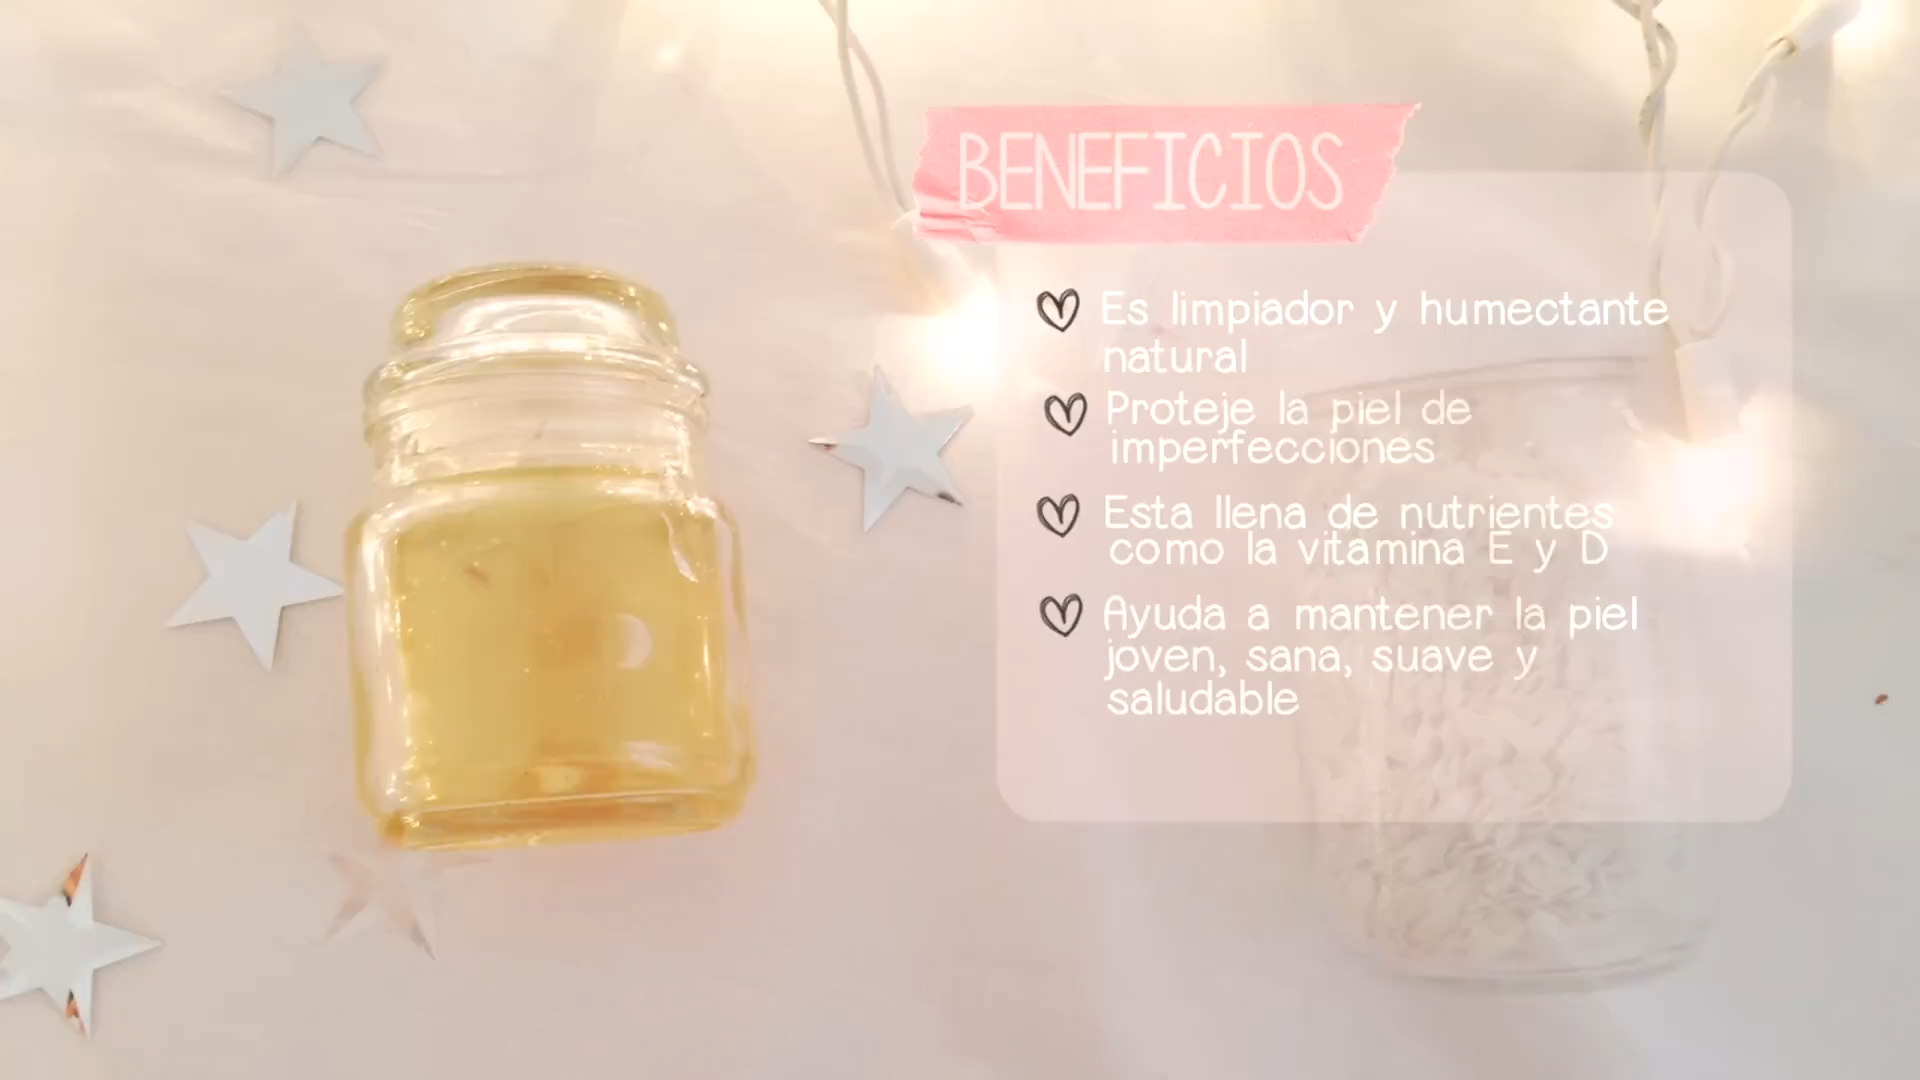 BENEFICIOS
Es limpiador y humectante
natural
Proteje la piel de
imperfecciones
Esta llena de nutrientes
como la vitamina E y D
Ayuda a mantener la piel
joven, sana, suave y
saludable